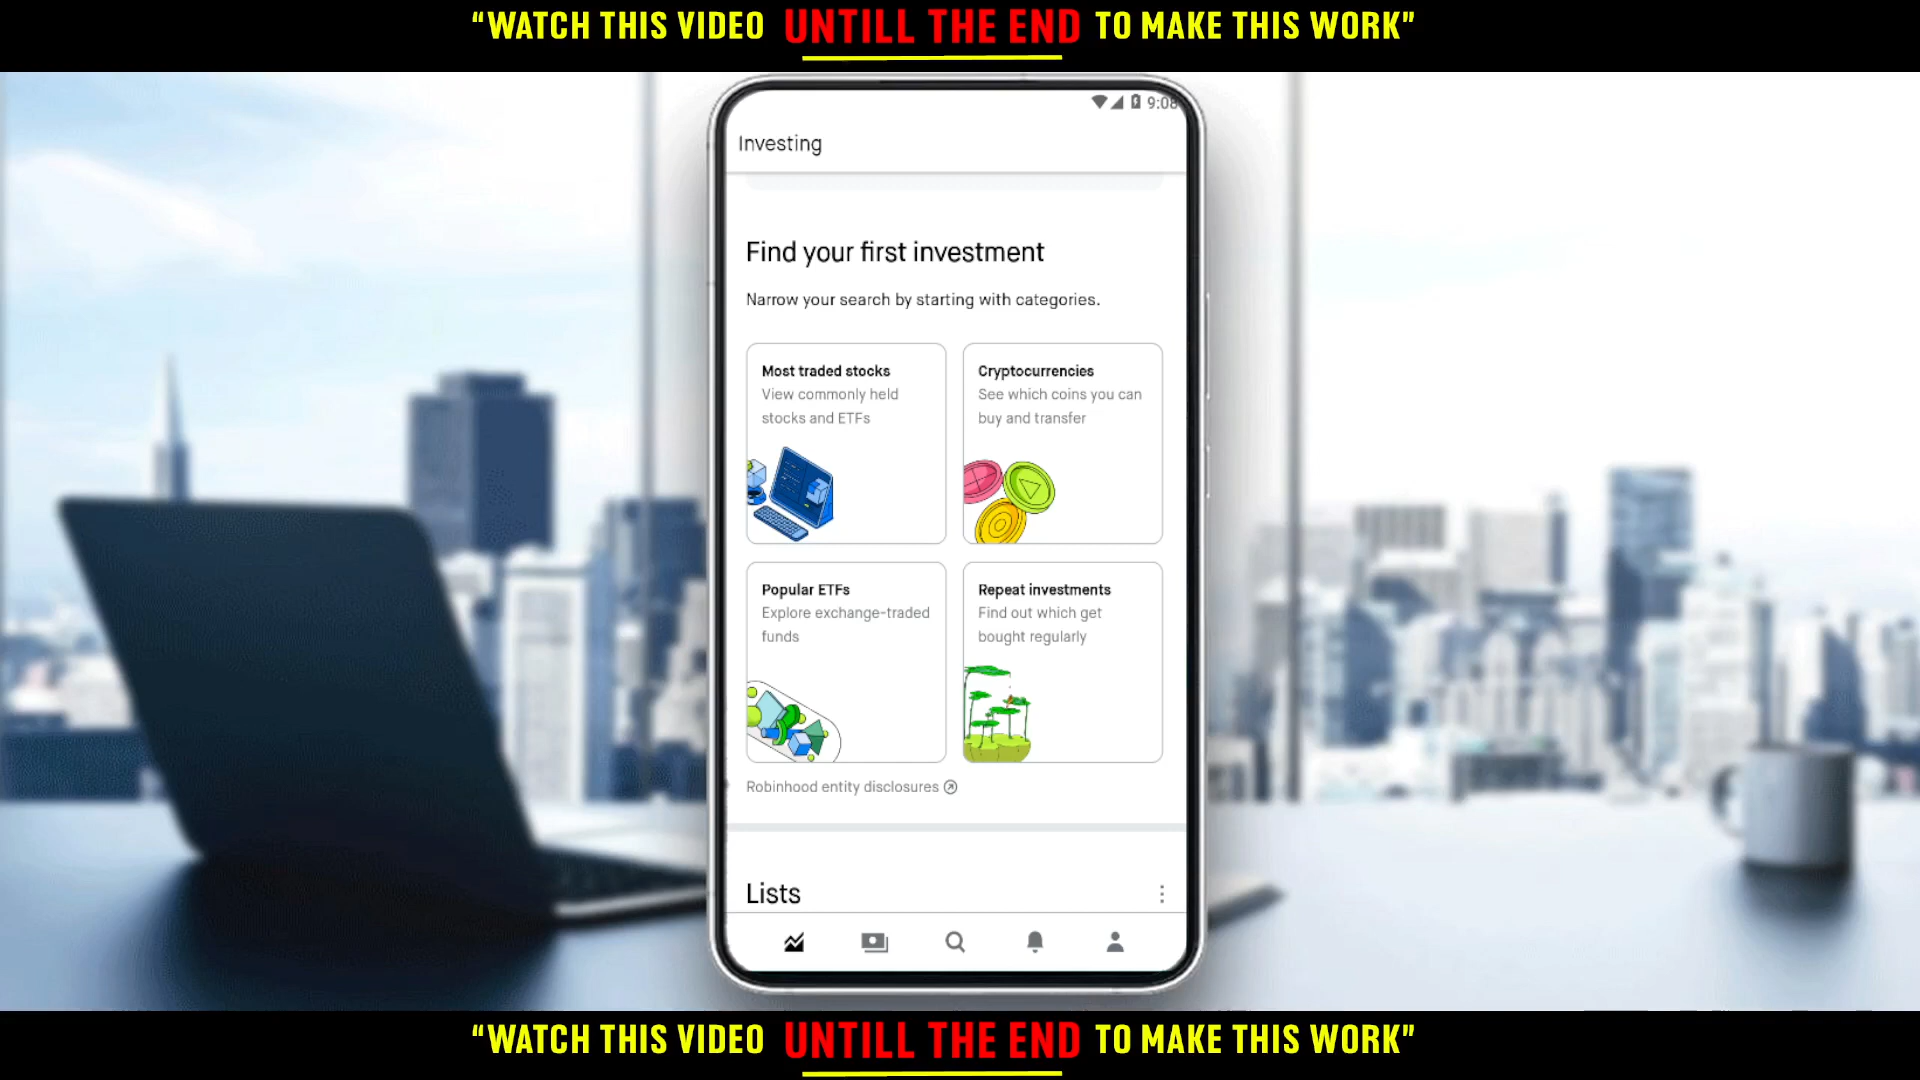 “WATCH THIS VIDEO UNTILL THE END TO MAKE THIS WORK”
9:08
Investing
Find your first investment
Narrow your search by starting with categories.
Most traded stocks
View commonly held
stocks and ETFs
Cryptocurrencies
See which coins you can
buy and transfer
Popular ETFs
Explore exchange-traded
funds
Repeat investments
Find out which get
bought regularly
Robinhood entity disclosures
Lists
“WATCH THIS VIDEO UNTILL THE END TO MAKE THIS WORK”